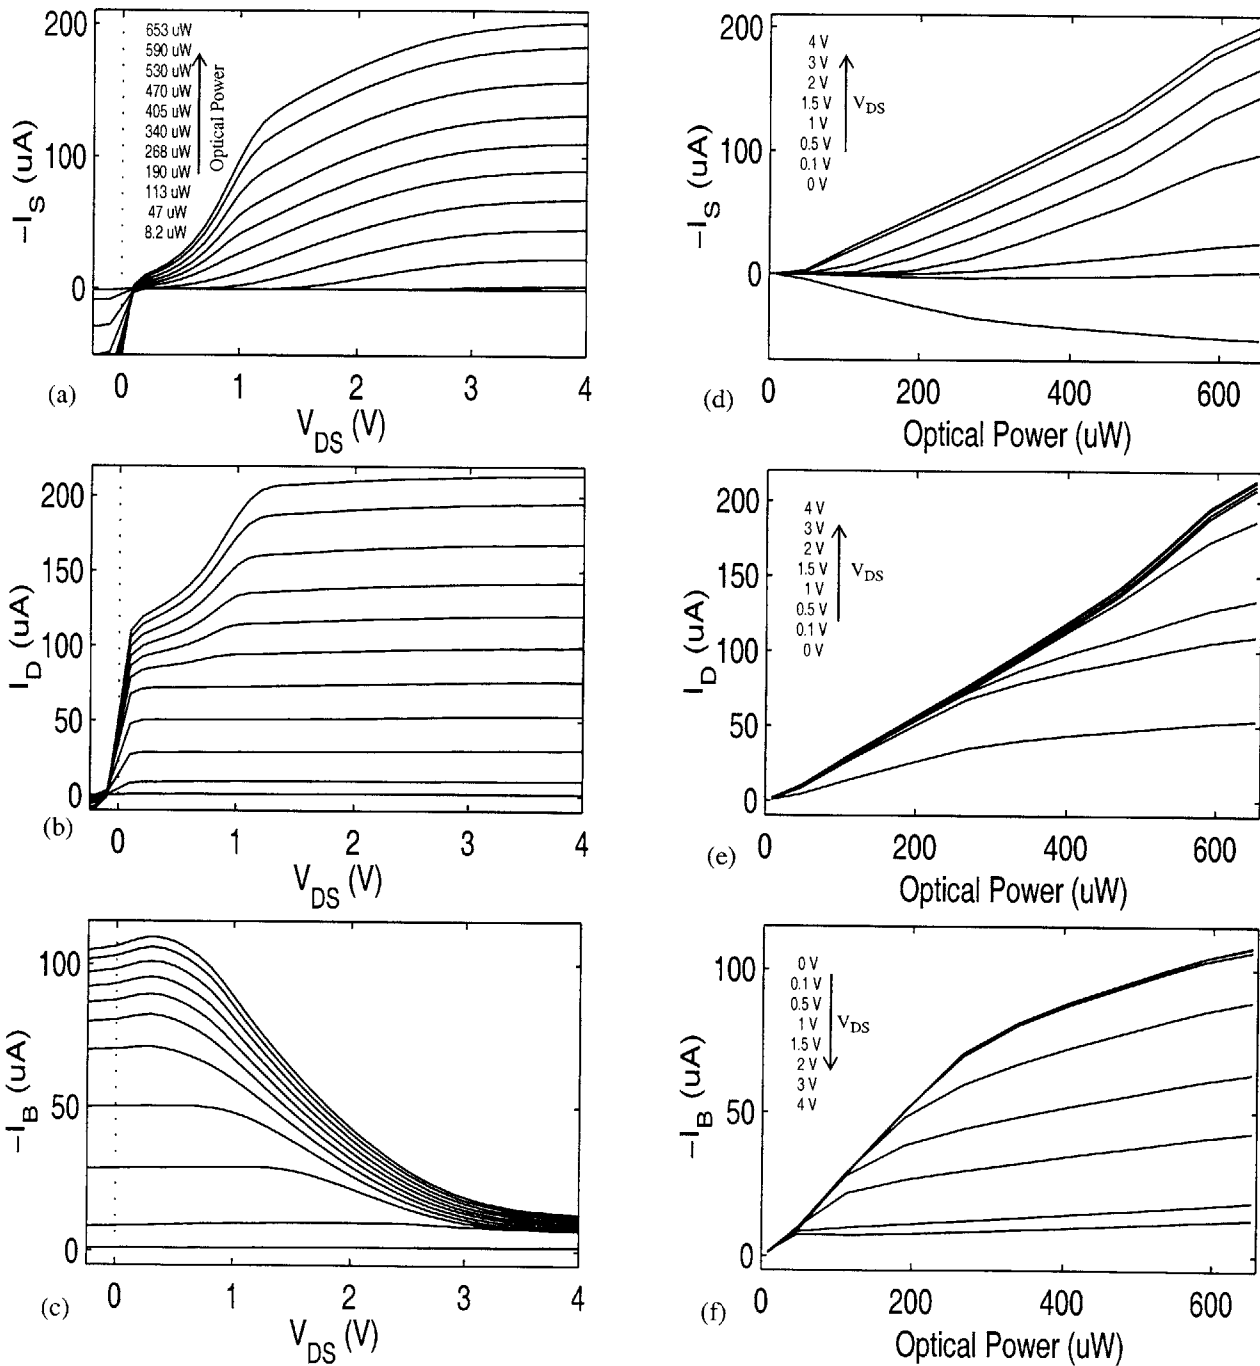 200
100
0
−I_S (uA)
653 uW
590 uW
530 uW
470 uW
405 uW
340 uW
268 uW
190 uW
113 uW
47 uW
8.2 uW
Optical Power
0
1
2
3
4
V_DS (V)
(a)
200
100
0
−I_S (uA)
4 V
3 V
2 V
1.5 V
1 V
0.5 V
0.1 V
0 V
V_DS
0
200
400
600
Optical Power (uW)
(d)
200
150
100
50
0
I_D (uA)
0
1
2
3
4
V_DS (V)
(b)
200
150
100
50
0
I_D (uA)
4 V
3 V
2 V
1.5 V
1 V
0.5 V
0.1 V
0 V
V_DS
0
200
400
600
Optical Power (uW)
(e)
100
50
0
−I_B (uA)
0
1
2
3
4
V_DS (V)
(c)
100
50
0
−I_B (uA)
0 V
0.1 V
0.5 V
1 V
1.5 V
2 V
3 V
4 V
V_DS
0
200
400
600
Optical Power (uW)
(f)